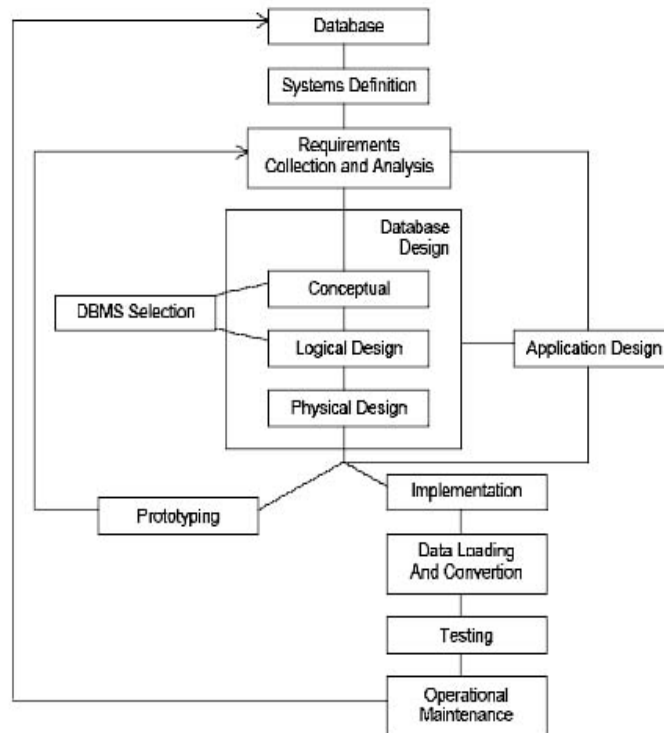 Database
Systems Definition
Requirements
Collection and Analysis
Database
Design
Conceptual
DBMS Selection
Logical Design
Application Design
Physical Design
Implementation
Prototyping
Data Loading
And Convertion
Testing
Operational
Maintenance